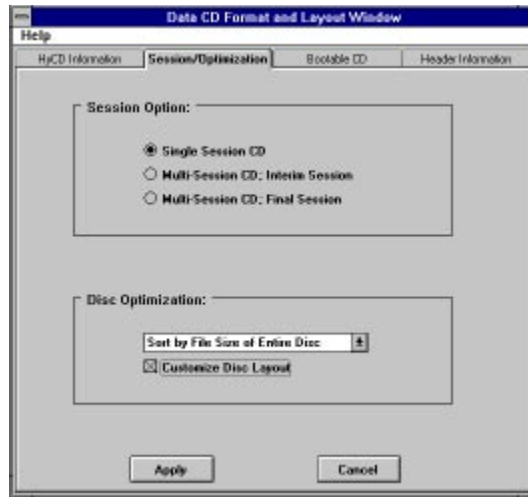 Data CD Format and Layout Window
Help
HyCD Information Session/Optimization Bootable CD Header Information
Session Option:
Single Session CD
Multi-Session CD; Interim Session
Multi-Session CD; Final Session
Disc Optimization:
Sort by File Size of Entire Disc
Customize Disc Layout
Apply Cancel